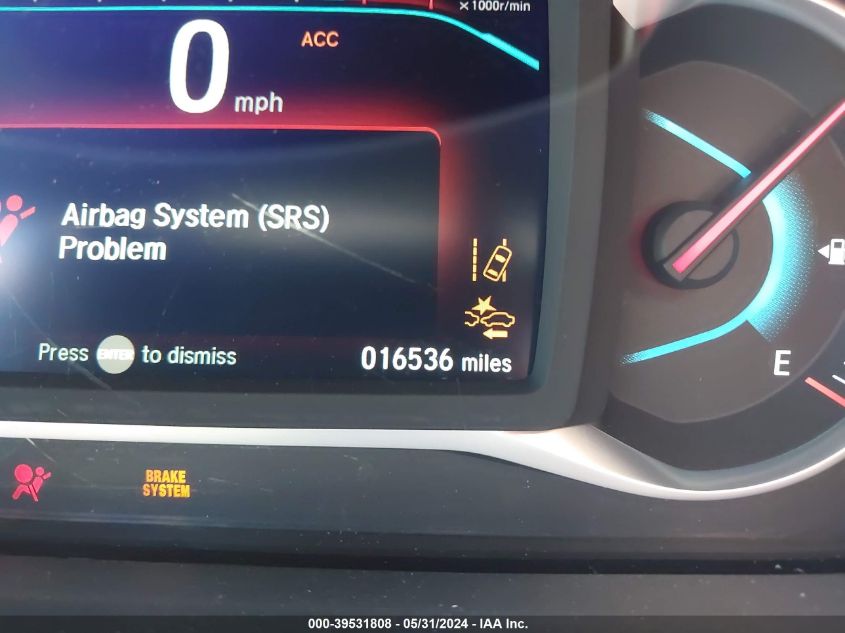 x1000r/min
ACC
0 mph
Airbag System (SRS)
Problem
Press ENTER to dismiss
016536 miles
E
BRAKE
SYSTEM
000-39531808 - 05/31/2024 - IAA Inc.